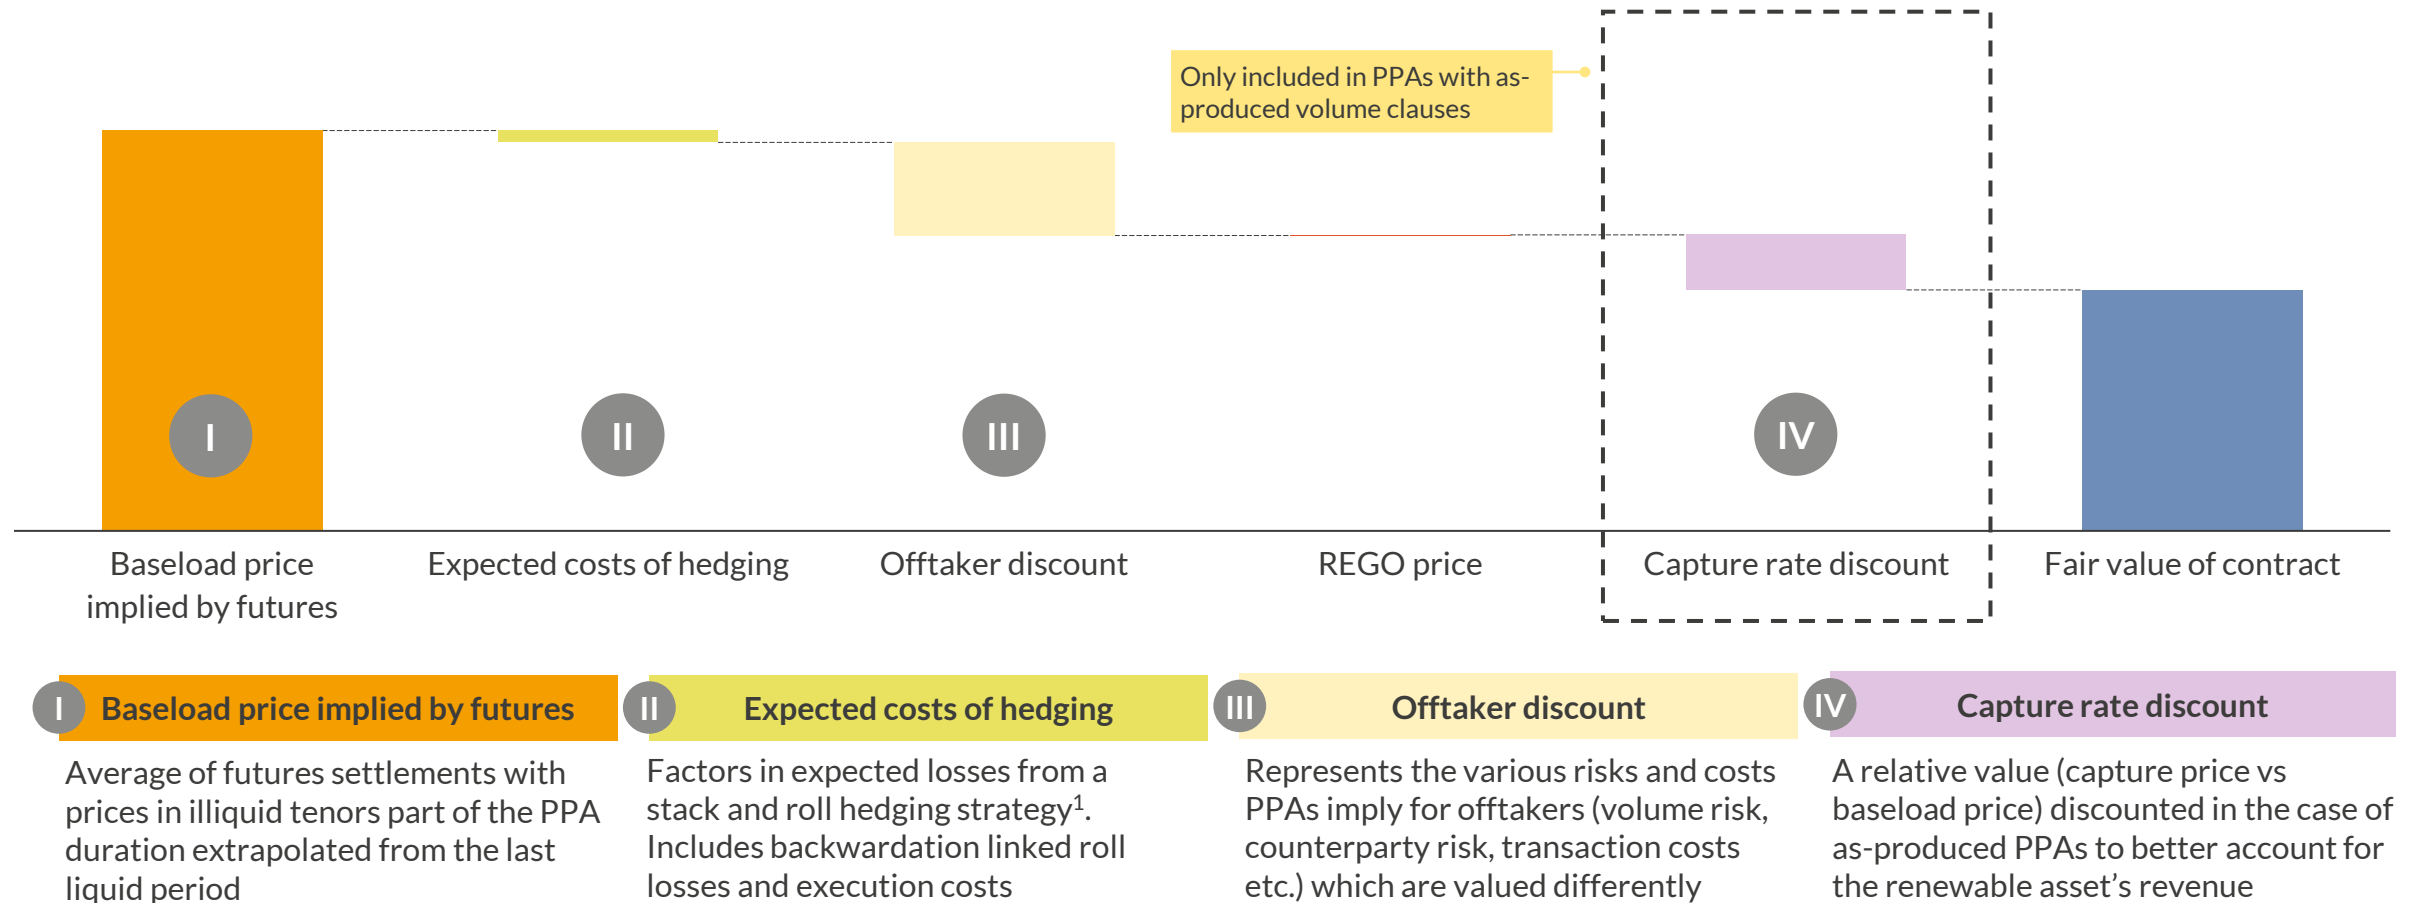 Only included in PPAs with as-
produced volume clauses
I
II
III
IV
Baseload price
implied by futures
Expected costs of hedging
Offtaker discount
REGO price
Capture rate discount
Fair value of contract
I
Baseload price implied by futures
Average of futures settlements with
prices in illiquid tenors part of the PPA
duration extrapolated from the last
liquid period
II
Expected costs of hedging
Factors in expected losses from a
stack and roll hedging strategy¹.
Includes backwardation linked roll
losses and execution costs
III
Offtaker discount
Represents the various risks and costs
PPAs imply for offtakers (volume risk,
counterparty risk, transaction costs
etc.) which are valued differently
IV
Capture rate discount
A relative value (capture price vs
baseload price) discounted in the case of
as-produced PPAs to better account for
the renewable asset’s revenue